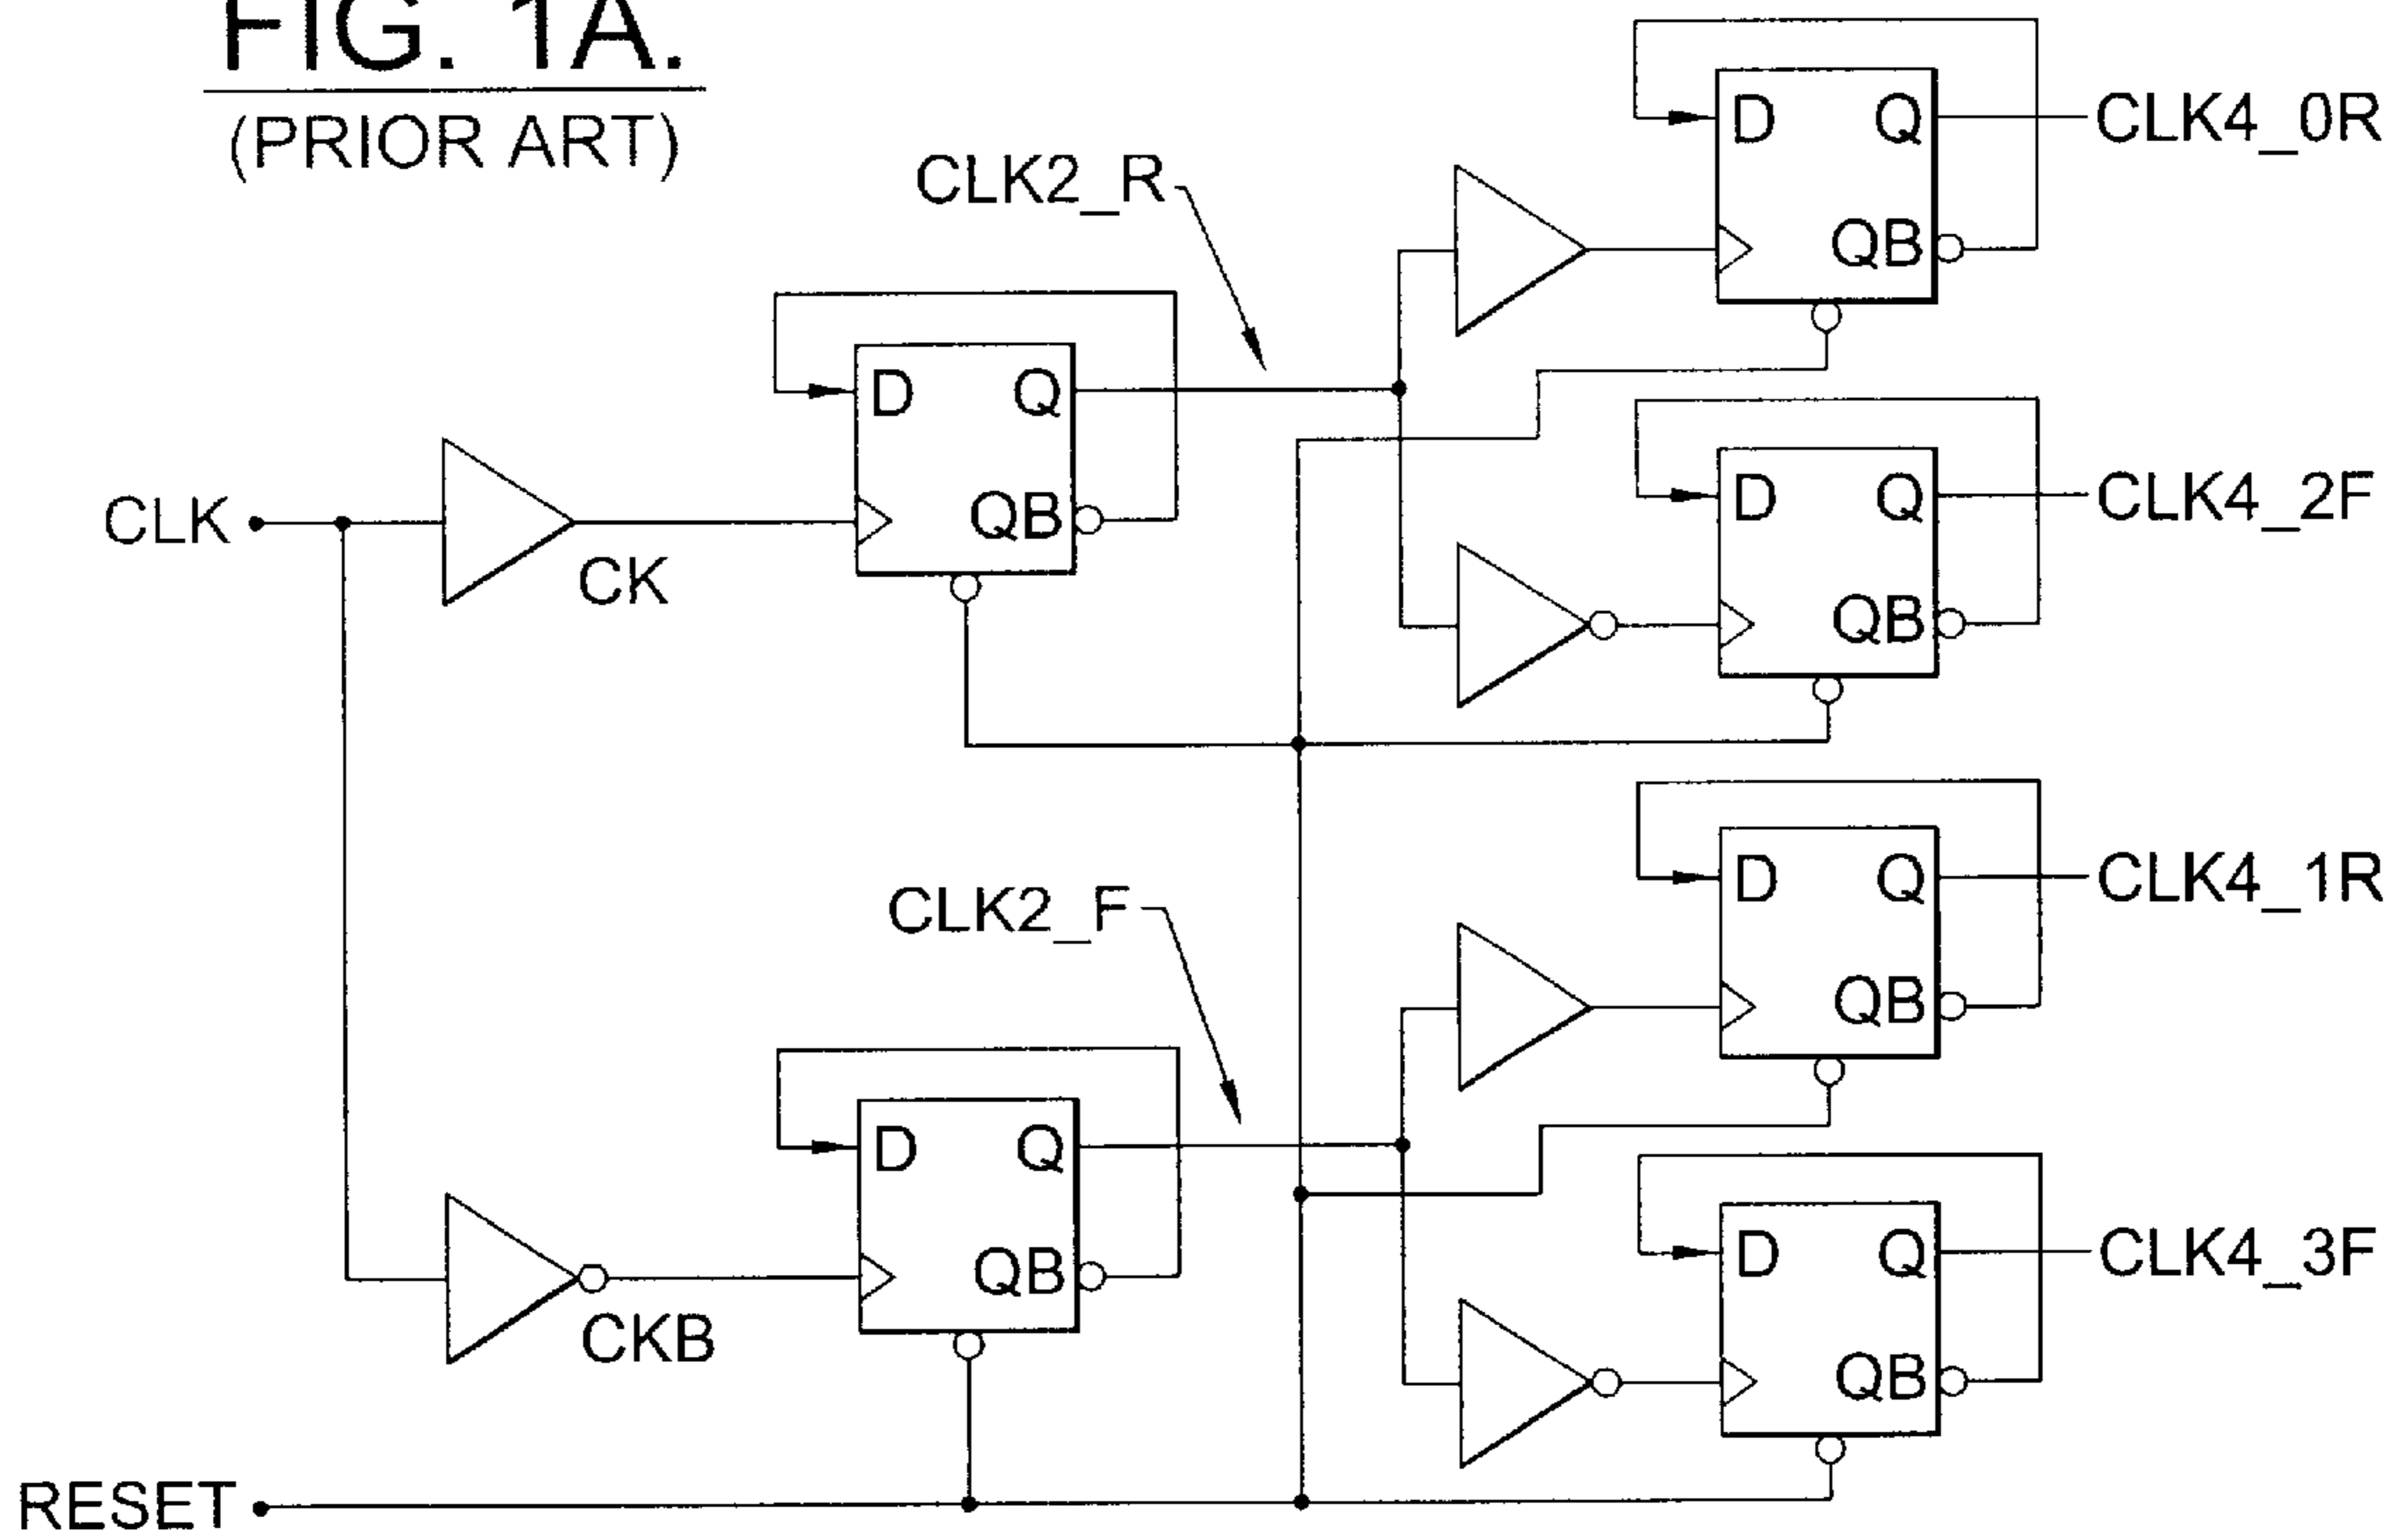 FIG. 1A.
(PRIOR ART)
CLK2_R
D Q CLK4_0R
QB
D Q
QB
CLK
CK
D Q CLK4_2F
QB
CLK2_F
D Q CLK4_1R
QB
D Q
QB
CKB
D Q CLK4_3F
QB
RESET